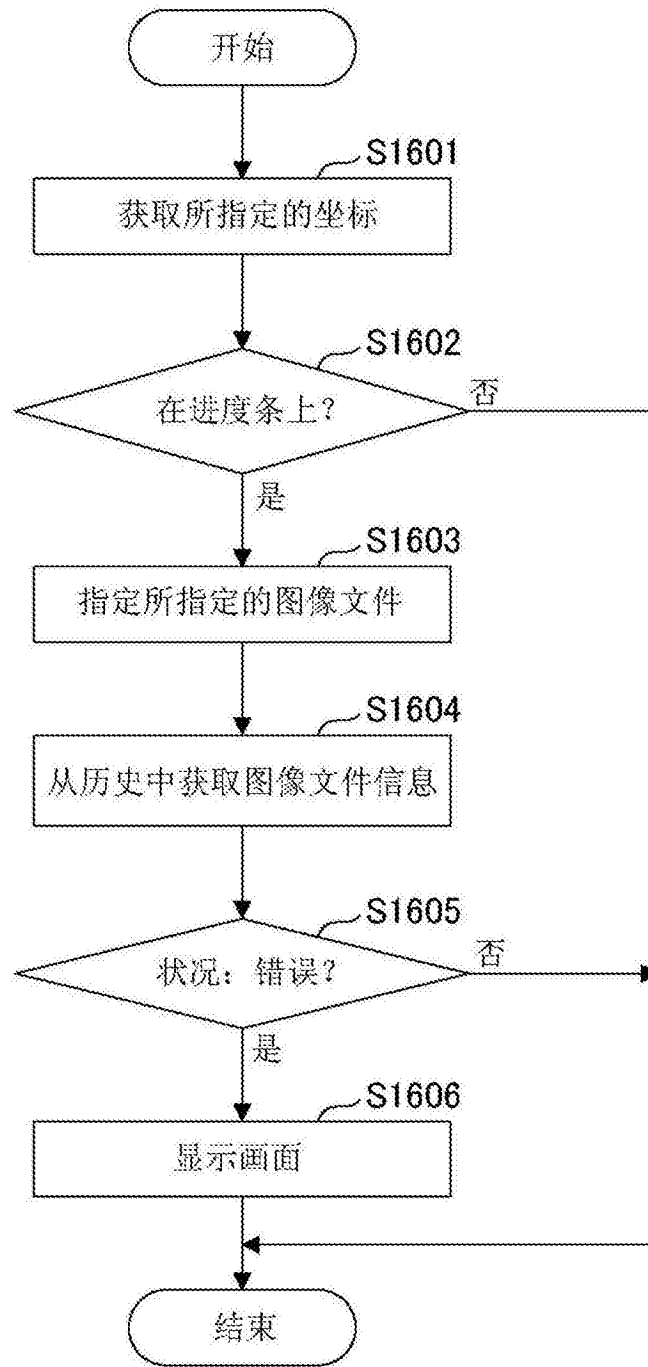 开始
S1601
获取所指定的坐标
S1602
在进度条上？
否
是
S1603
指定所指定的图像文件
S1604
从历史中获取图像文件信息
S1605
状况：错误？
否
是
S1606
显示画面
结束